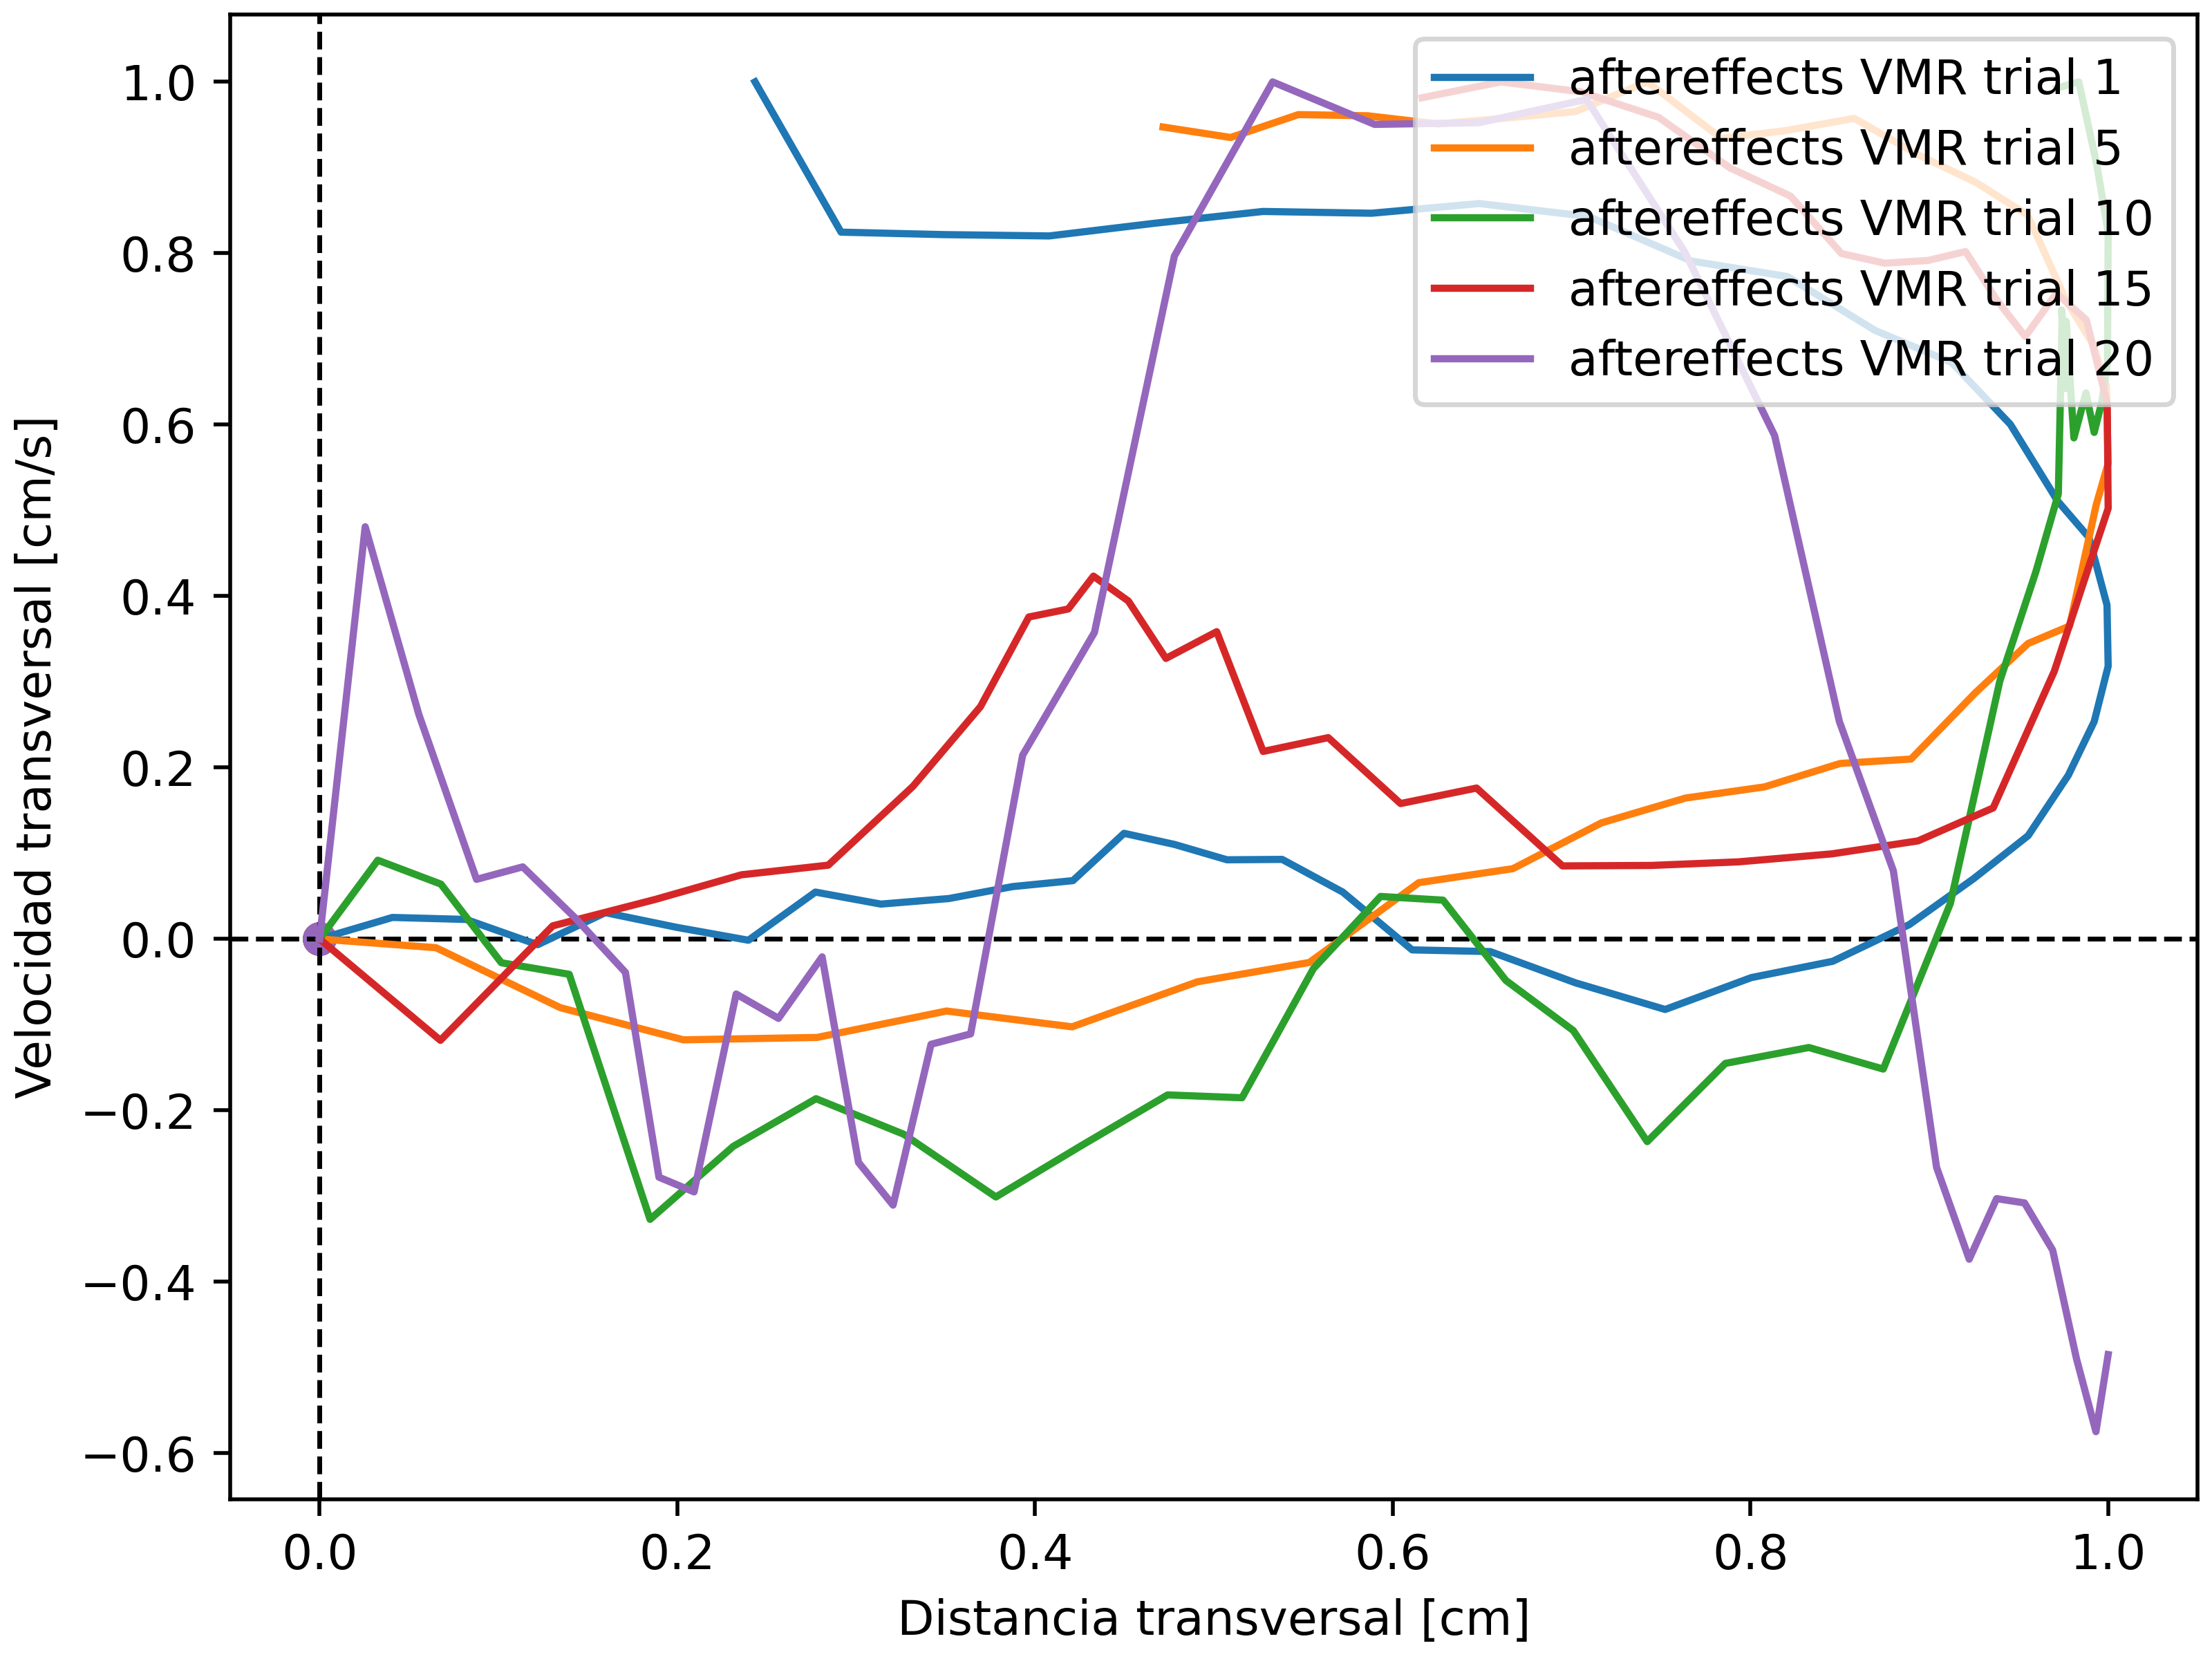 aftereffects VMR trial 1
aftereffects VMR trial 5
aftereffects VMR trial 10
aftereffects VMR trial 15
aftereffects VMR trial 20
1.0
0.8
0.6
0.4
0.2
0.0
−0.2
−0.4
−0.6
Velocidad transversal [cm/s]
0.0 0.2 0.4 0.6 0.8 1.0
Distancia transversal [cm]